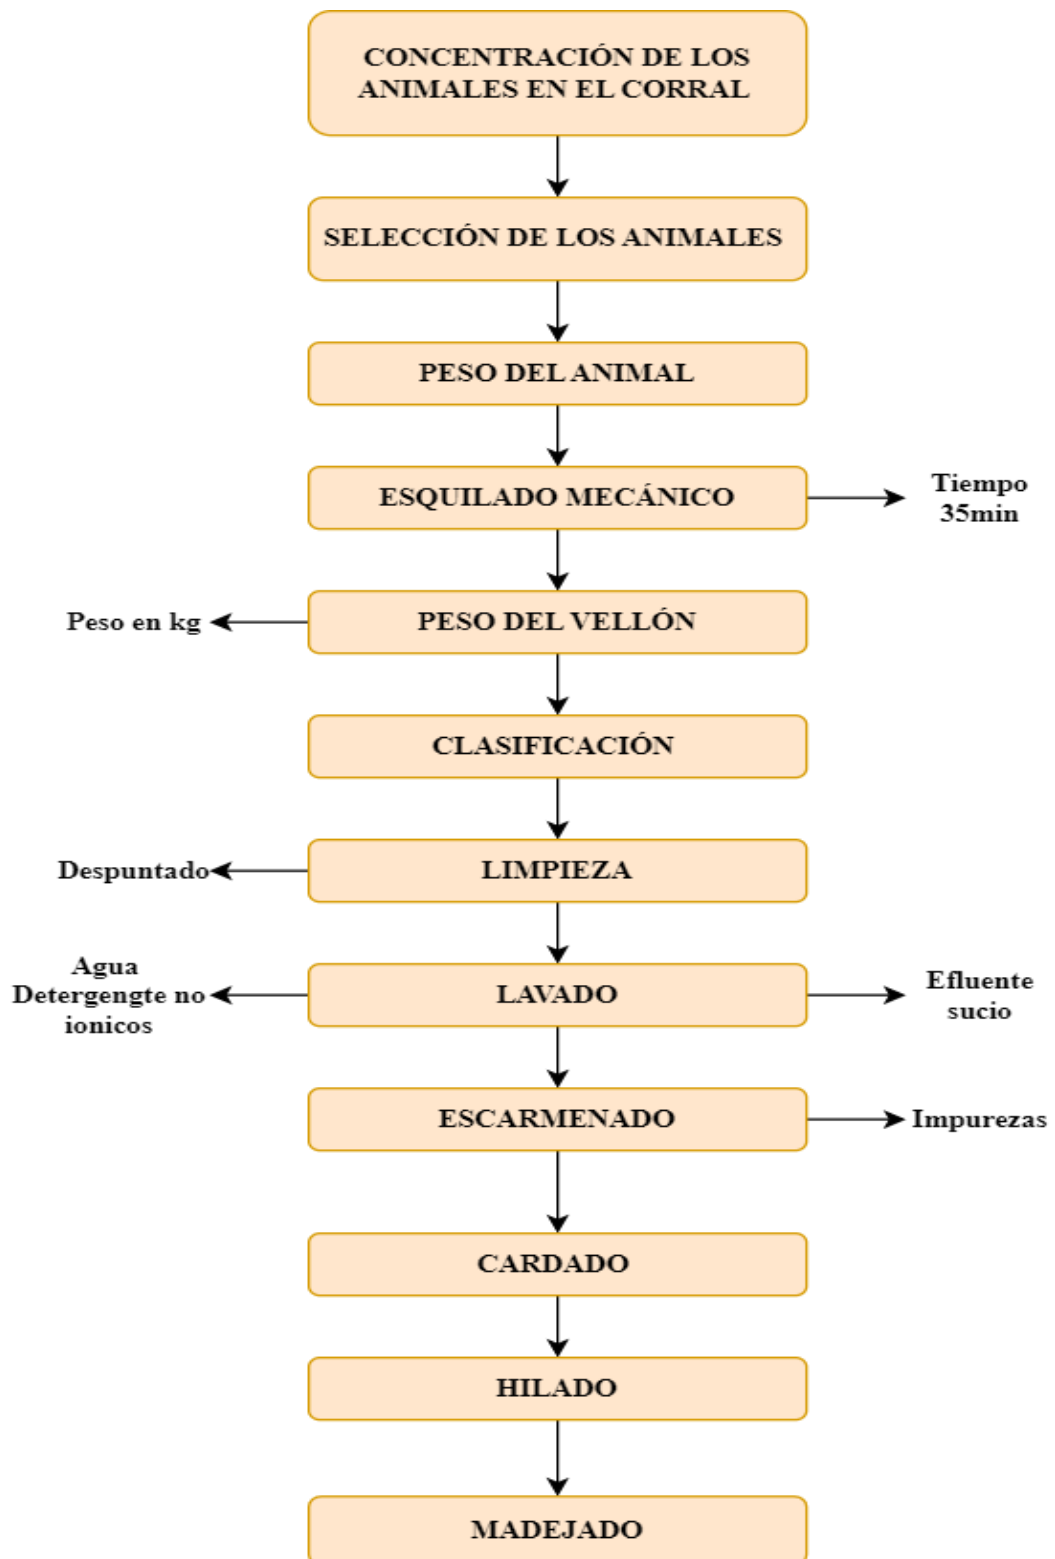 CONCENTRACIÓN DE LOS
ANIMALES EN EL CORRAL
SELECCIÓN DE LOS ANIMALES
PESO DEL ANIMAL
ESQUILADO MECÁNICO
Tiempo
35min
Peso en kg
PESO DEL VELLÓN
CLASIFICACIÓN
Despuntado
LIMPIEZA
Agua
Detergengte no
ionicos
LAVADO
Efluente
sucio
ESCARMENADO
Impurezas
CARDADO
HILADO
MADEJADO